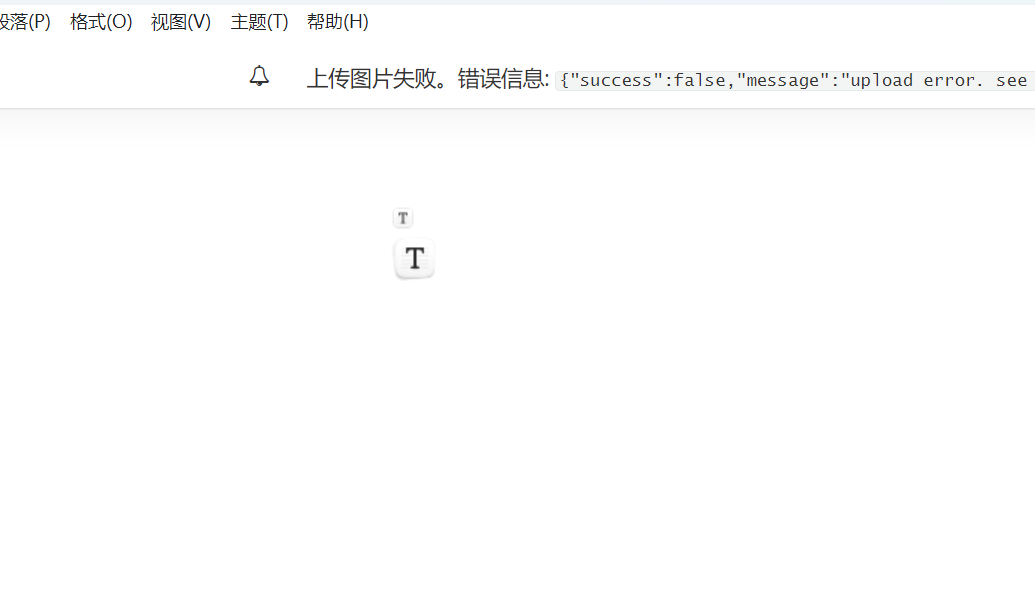 段落(P) 格式(O) 视图(V) 主题(T) 帮助(H)
上传图片失败。错误信息: {"success":false,"message":"upload error. see
T
T